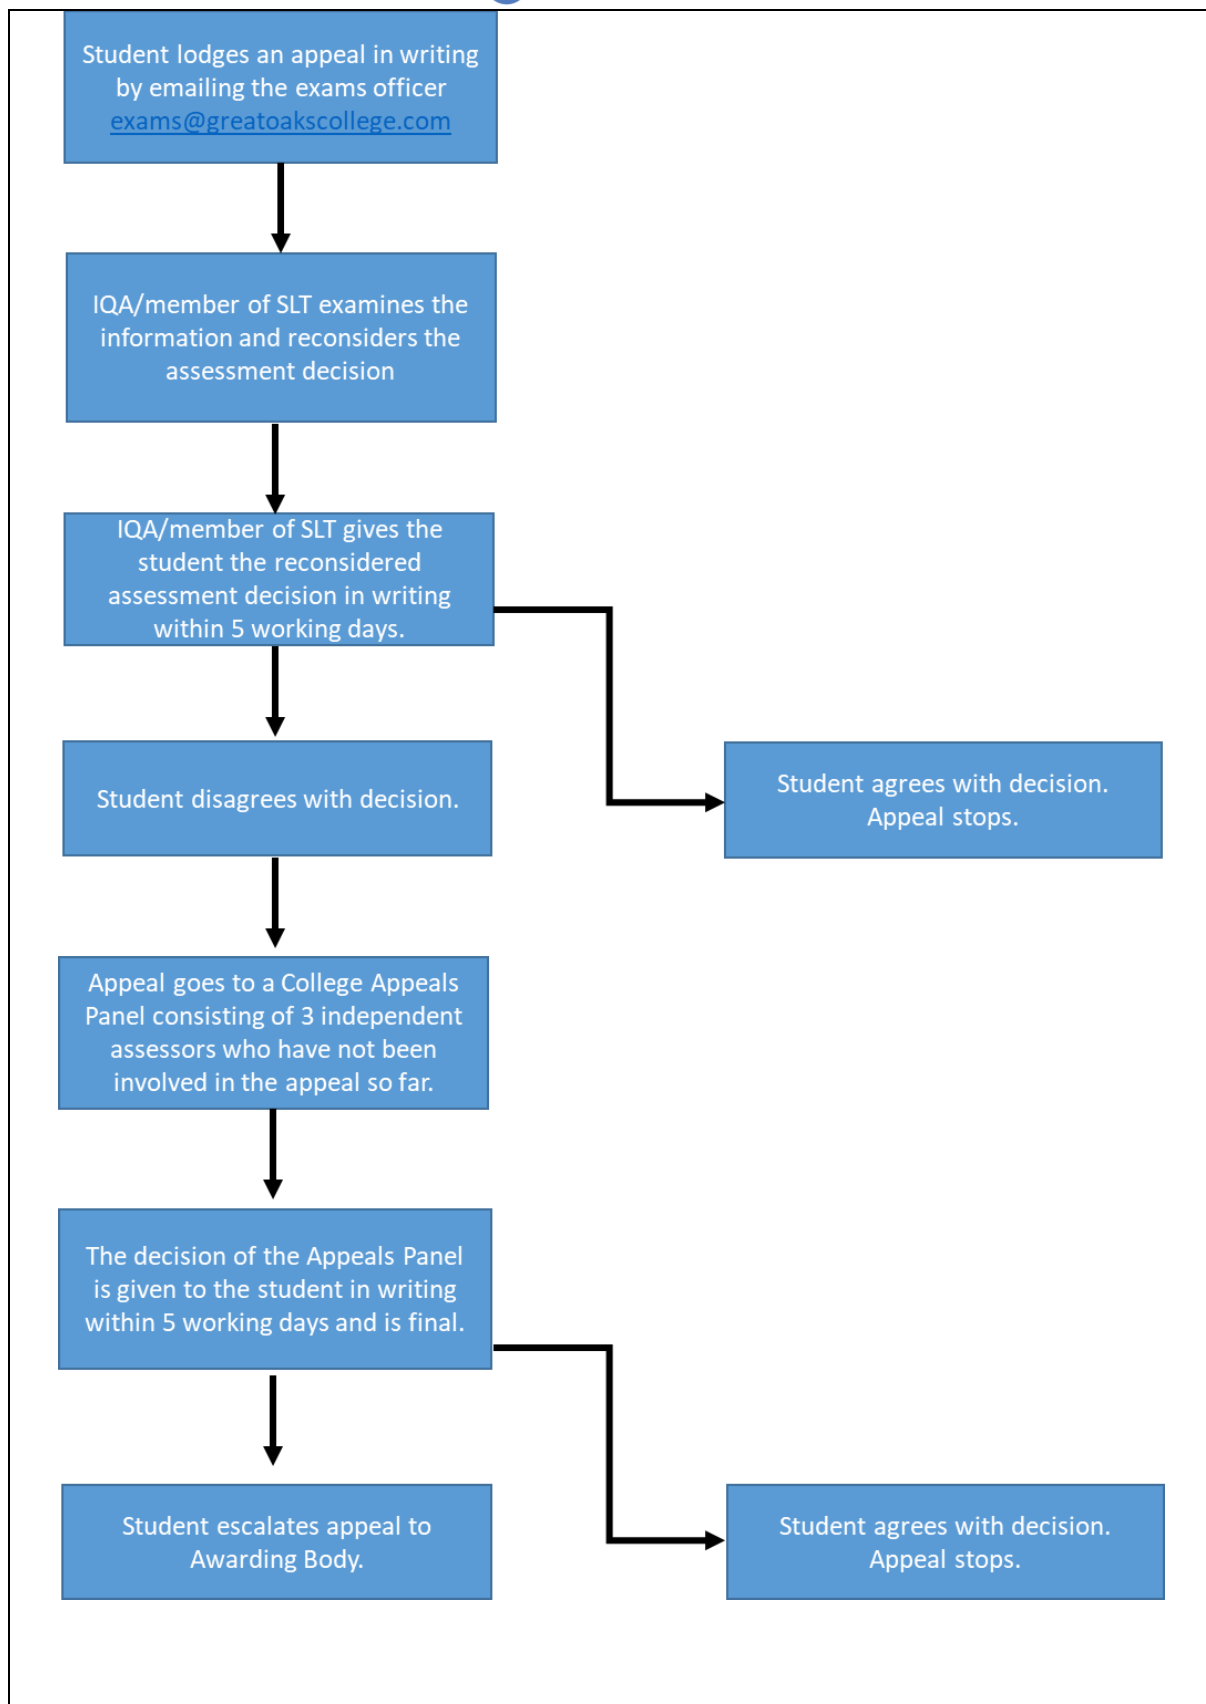 Student lodges an appeal in writing
by emailing the exams officer
exams@greatoakscollege.com
IQA/member of SLT examines the
information and reconsiders the
assessment decision
IQA/member of SLT gives the
student the reconsidered
assessment decision in writing
within 5 working days.
Student disagrees with decision.
Student agrees with decision.
Appeal stops.
Appeal goes to a College Appeals
Panel consisting of 3 independent
assessors who have not been
involved in the appeal so far.
The decision of the Appeals Panel
is given to the student in writing
within 5 working days and is final.
Student escalates appeal to
Awarding Body.
Student agrees with decision.
Appeal stops.